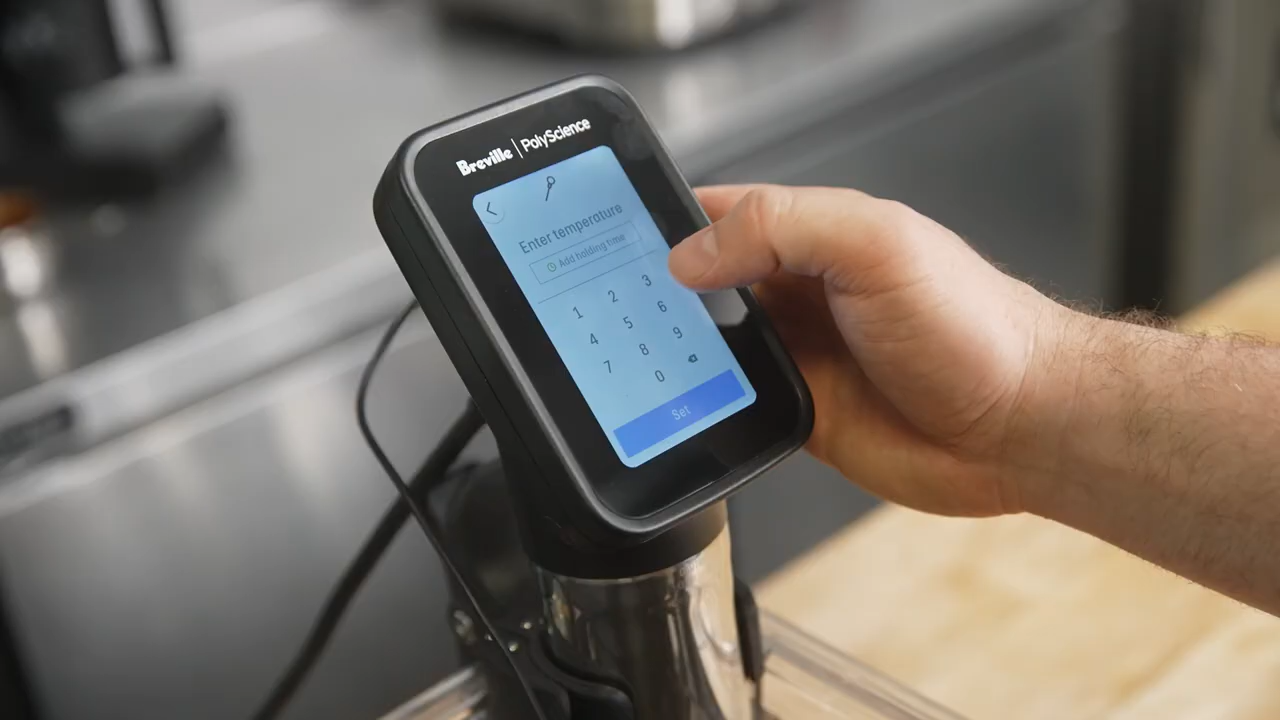 Breville | PolyScience
Enter temperature
Add holding time
1 2 3
4 5 6
7 8 9
0
Set